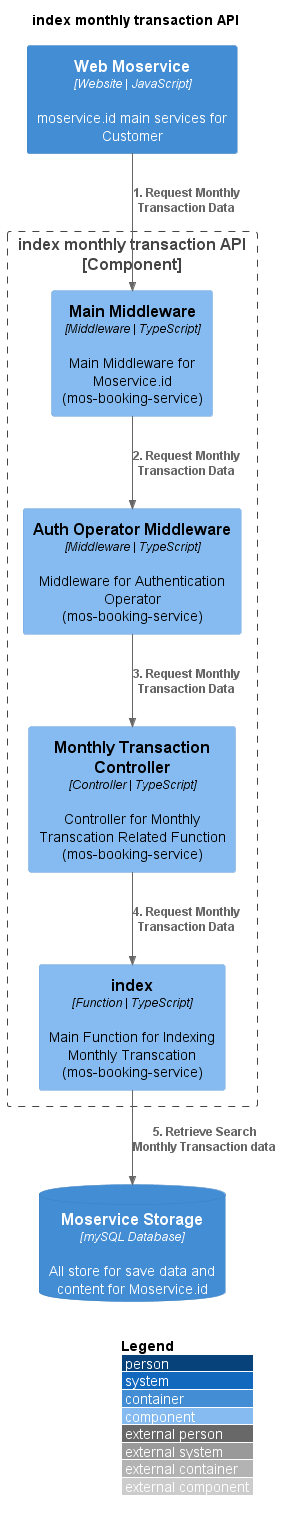 index monthly transaction API
Web Moservice
[Website | JavaScript]
moservice.id main services for
Customer
1. Request Monthly
Transaction Data
index monthly transaction API
[Component]
Main Middleware
[Middleware | TypeScript]
Main Middleware for
Moservice.id
(mos-booking-service)
2. Request Monthly
Transaction Data
Auth Operator Middleware
[Middleware | TypeScript]
Middleware for Authentication
Operator
(mos-booking-service)
3. Request Monthly
Transaction Data
Monthly Transaction
Controller
[Controller | TypeScript]
Controller for Monthly
Transcation Related Function
(mos-booking-service)
4. Request Monthly
Transaction Data
index
[Function | TypeScript]
Main Function for Indexing
Monthly Transcation
(mos-booking-service)
5. Retrieve Search
Monthly Transaction data
Moservice Storage
[mySQL Database]
All store for save data and
content for Moservice.id
Legend
person
system
container
component
external person
external system
external container
external component